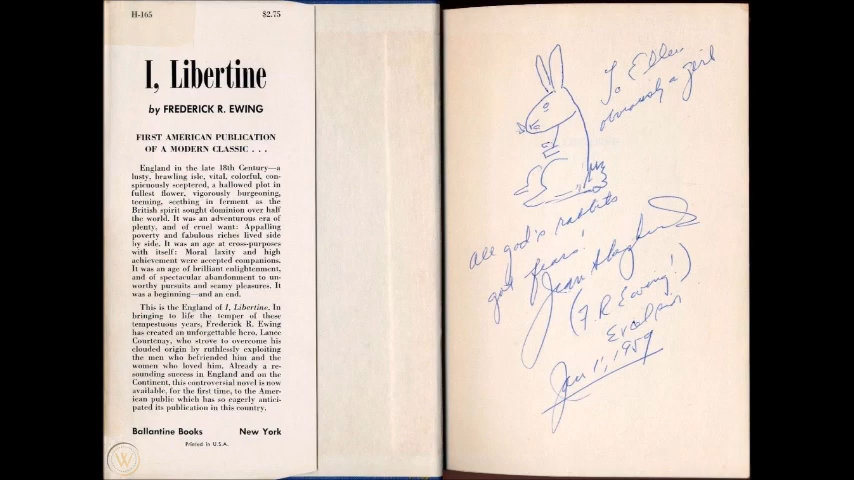 H-165 $2.75
I, Libertine
by FREDERICK R. EWING
FIRST AMERICAN PUBLICATION
OF A MODERN CLASSIC . . .
England in the late 18th Century—a
lusty, brawling isle, vital, colorful, con-
spicuously sceptered, a hallowed plot in
fullest flower, vigorously burgeoning,
teeming, seething in ferment as the
British spirit sought dominion over half
the world. It was an adventurous era of
plenty, and of cruel want: Appalling
poverty and fabulous riches lived side
by side. It was an age at cross-purposes
with itself: Moral laxity and high
achievement were accepted companions.
It was an age of brilliant enlightenment,
and of spectacular abandonment to un-
worthy pursuits and seamy pleasures. It
was a beginning—and an end.
This is the England of I, Libertine. In
bringing to life the temper of these
tempestuous years, Frederick R. Ewing
has created an unforgettable hero, Lance
Courtenay, who strove to overcome his
clouded origin by ruthlessly exploiting
the men who befriended him and the
women who loved him. Already a re-
sounding success in England and on the
Continent, this controversial novel is now
available, for the first time, to the Amer-
ican public which has so eagerly antici-
pated its publication in this country.
Ballantine Books New York
Printed in U.S.A.
W
To Ellen
obviously a girl
all god's rabbits
got fears!
Jean Shepherd
(F R Ewing!)
Excelsior
Jan 11, 1959